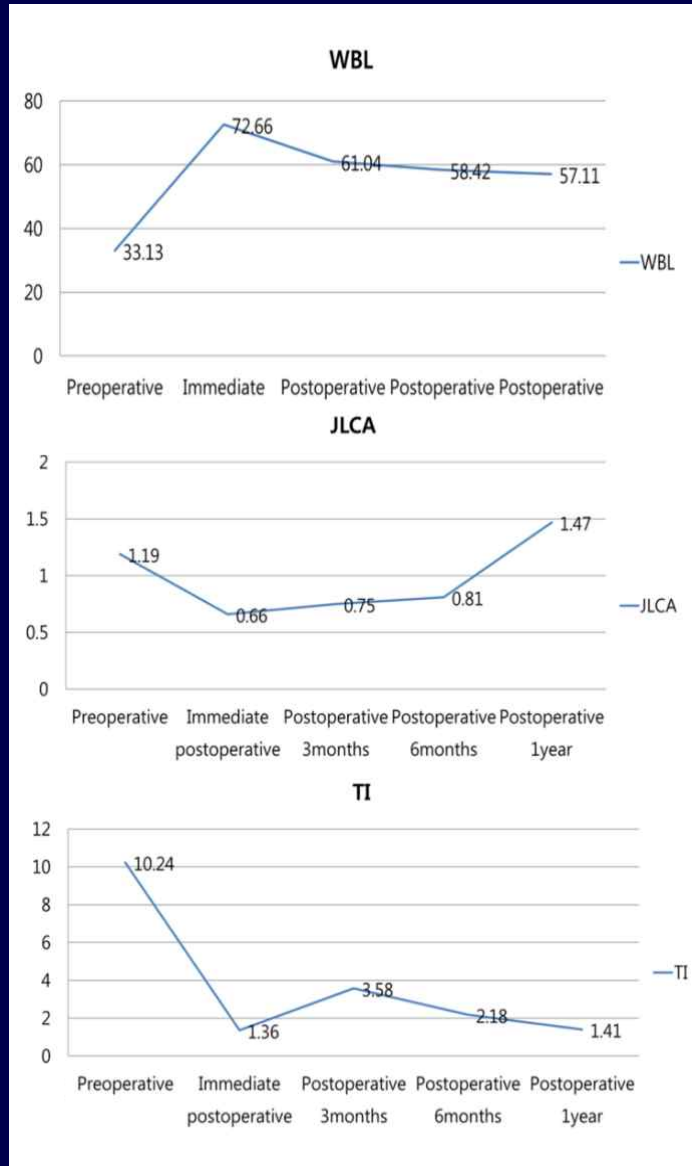 WBL
80
72.66
60
61.04
58.42
57.11
40
33.13
WBL
20
0
Preoperative Immediate Postoperative Postoperative Postoperative
JLCA
2
1.5
1.47
1.19
1
0.81
0.75
0.66
JLCA
0.5
0
Preoperative Immediate Postoperative Postoperative Postoperative
postoperative 3months 6months 1year
TI
12
10
10.24
8
6
TI
4
3.58
2
2.18
1.36
1.41
0
Preoperative Immediate Postoperative Postoperative Postoperative
postoperative 3months 6months 1year